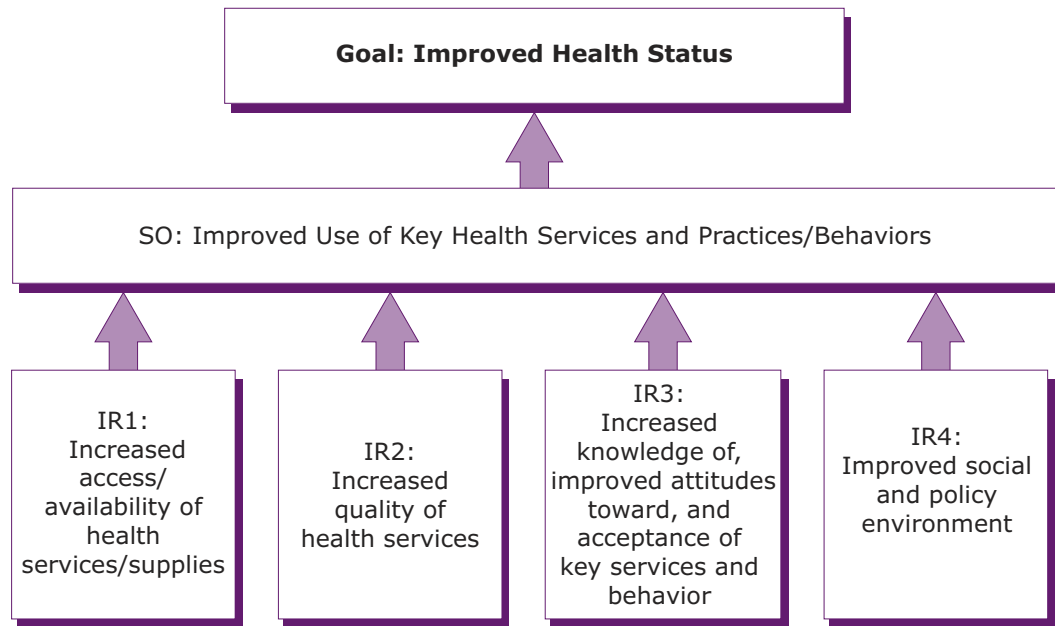 Goal: Improved Health Status
SO: Improved Use of Key Health Services and Practices/Behaviors
IR1:
Increased
access/
availability of
health
services/supplies
IR2:
Increased
quality of
health services
IR3:
Increased
knowledge of,
improved attitudes
toward, and
acceptance of
key services and
behavior
IR4:
Improved social
and policy
environment